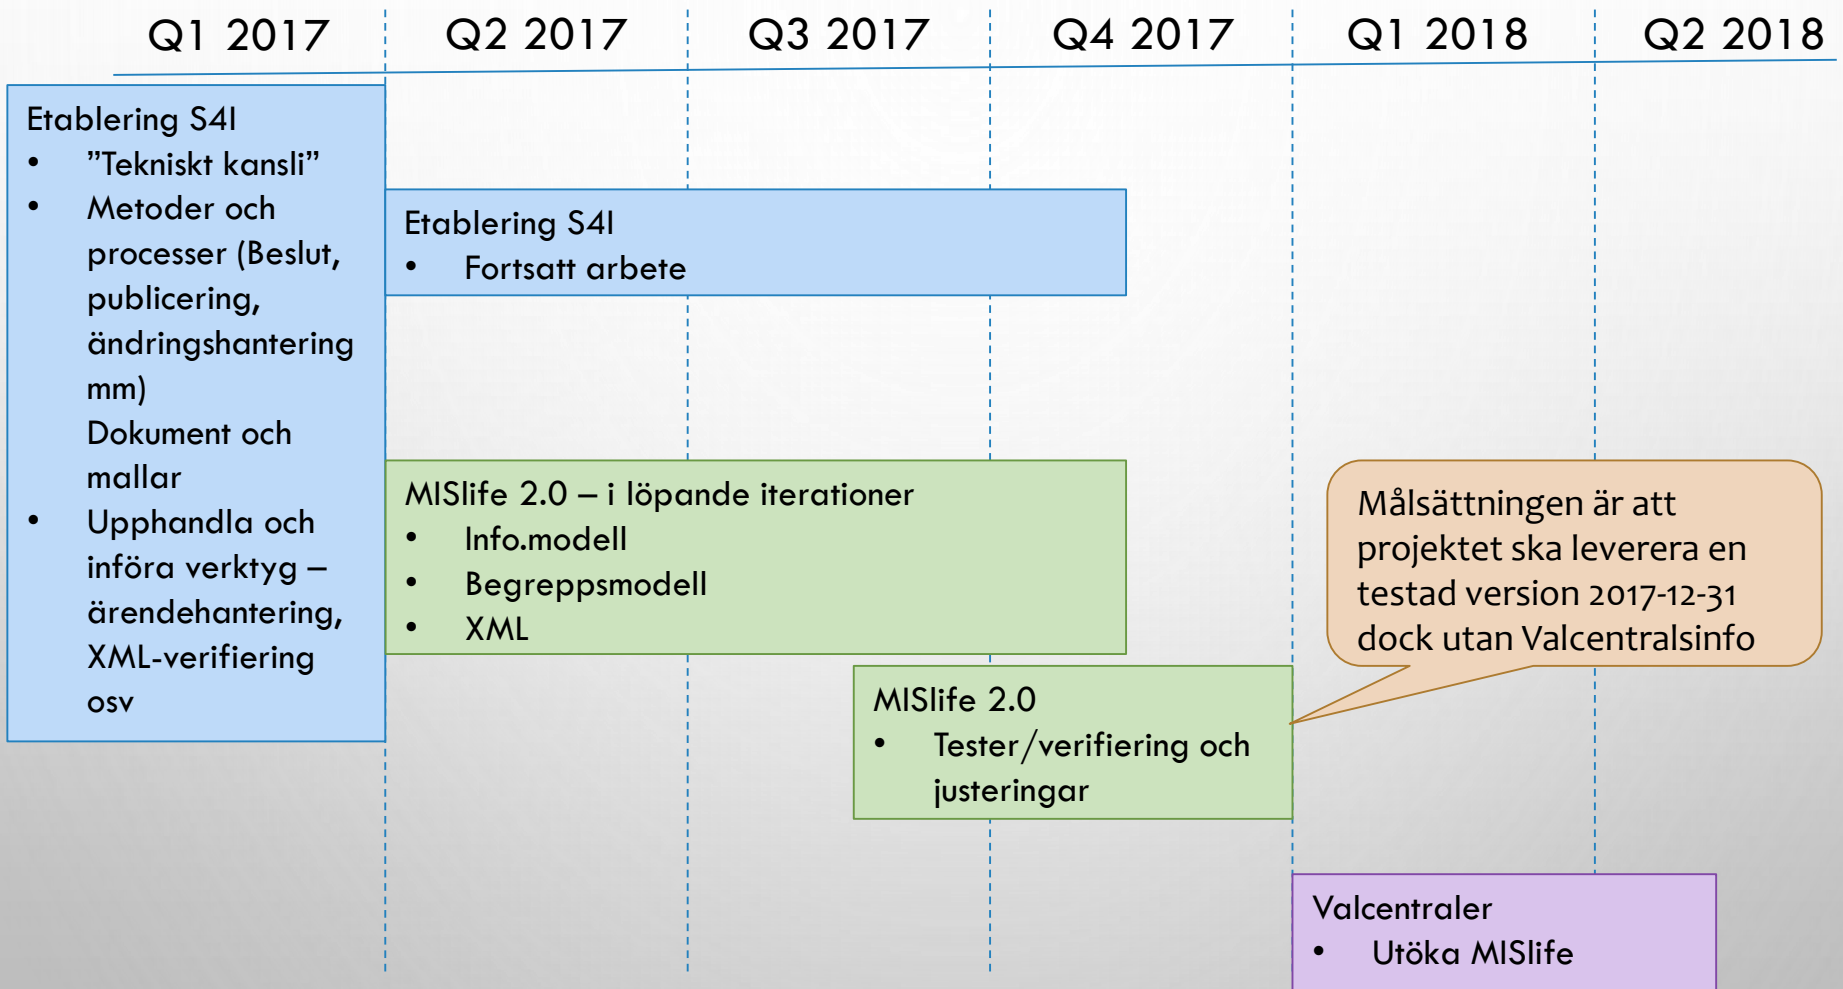 Q1 2017
Q2 2017
Q3 2017
Q4 2017
Q1 2018
Q2 2018
Etablering S4I
• ”Tekniskt kansli”
• Metoder och
processer (Beslut,
publicering,
ändringshantering
mm)
Dokument och
mallar
• Upphandla och
införa verktyg –
ärendehantering,
XML-verifiering
osv
Etablering S4I
• Fortsatt arbete
MISlife 2.0 – i löpande iterationer
• Info.modell
• Begreppsmodell
• XML
Målsättningen är att
projektet ska leverera en
testad version 2017-12-31
dock utan Valcentralsinfo
MISlife 2.0
• Tester/verifiering och
justeringar
Valcentraler
• Utöka MISlife